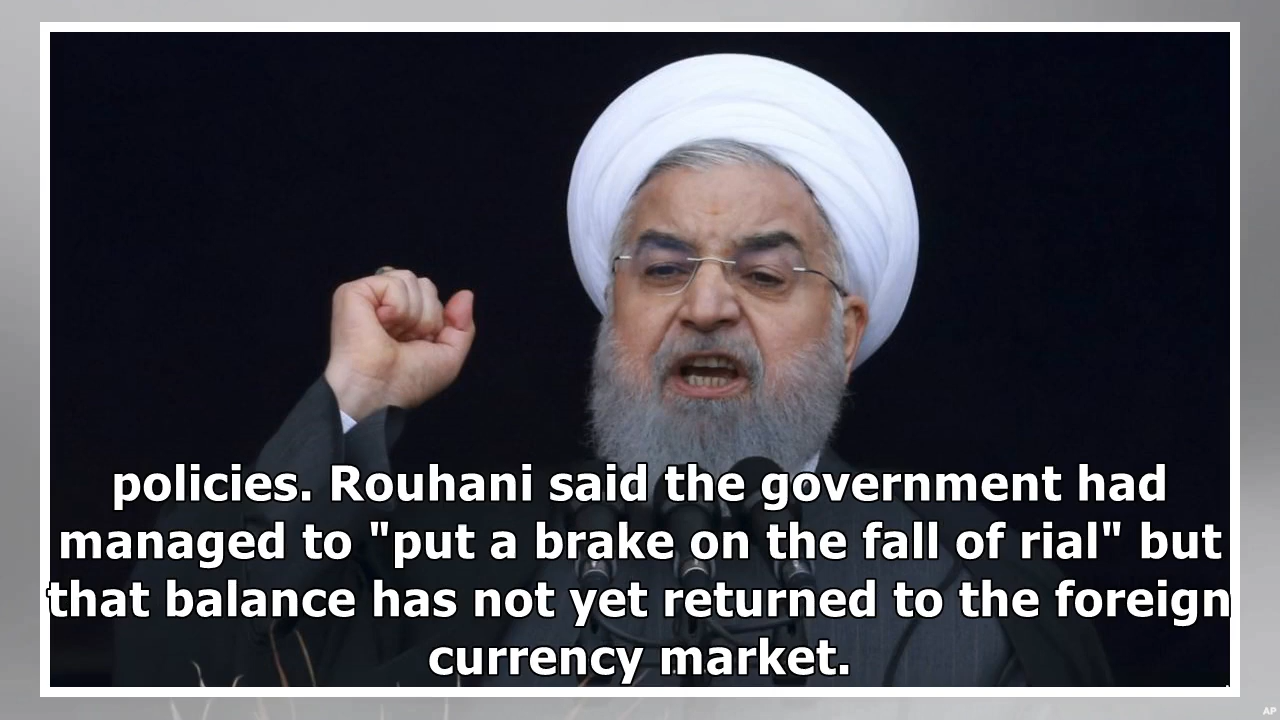 policies. Rouhani said the government had
managed to "put a brake on the fall of rial" but
that balance has not yet returned to the foreign
currency market.
AP